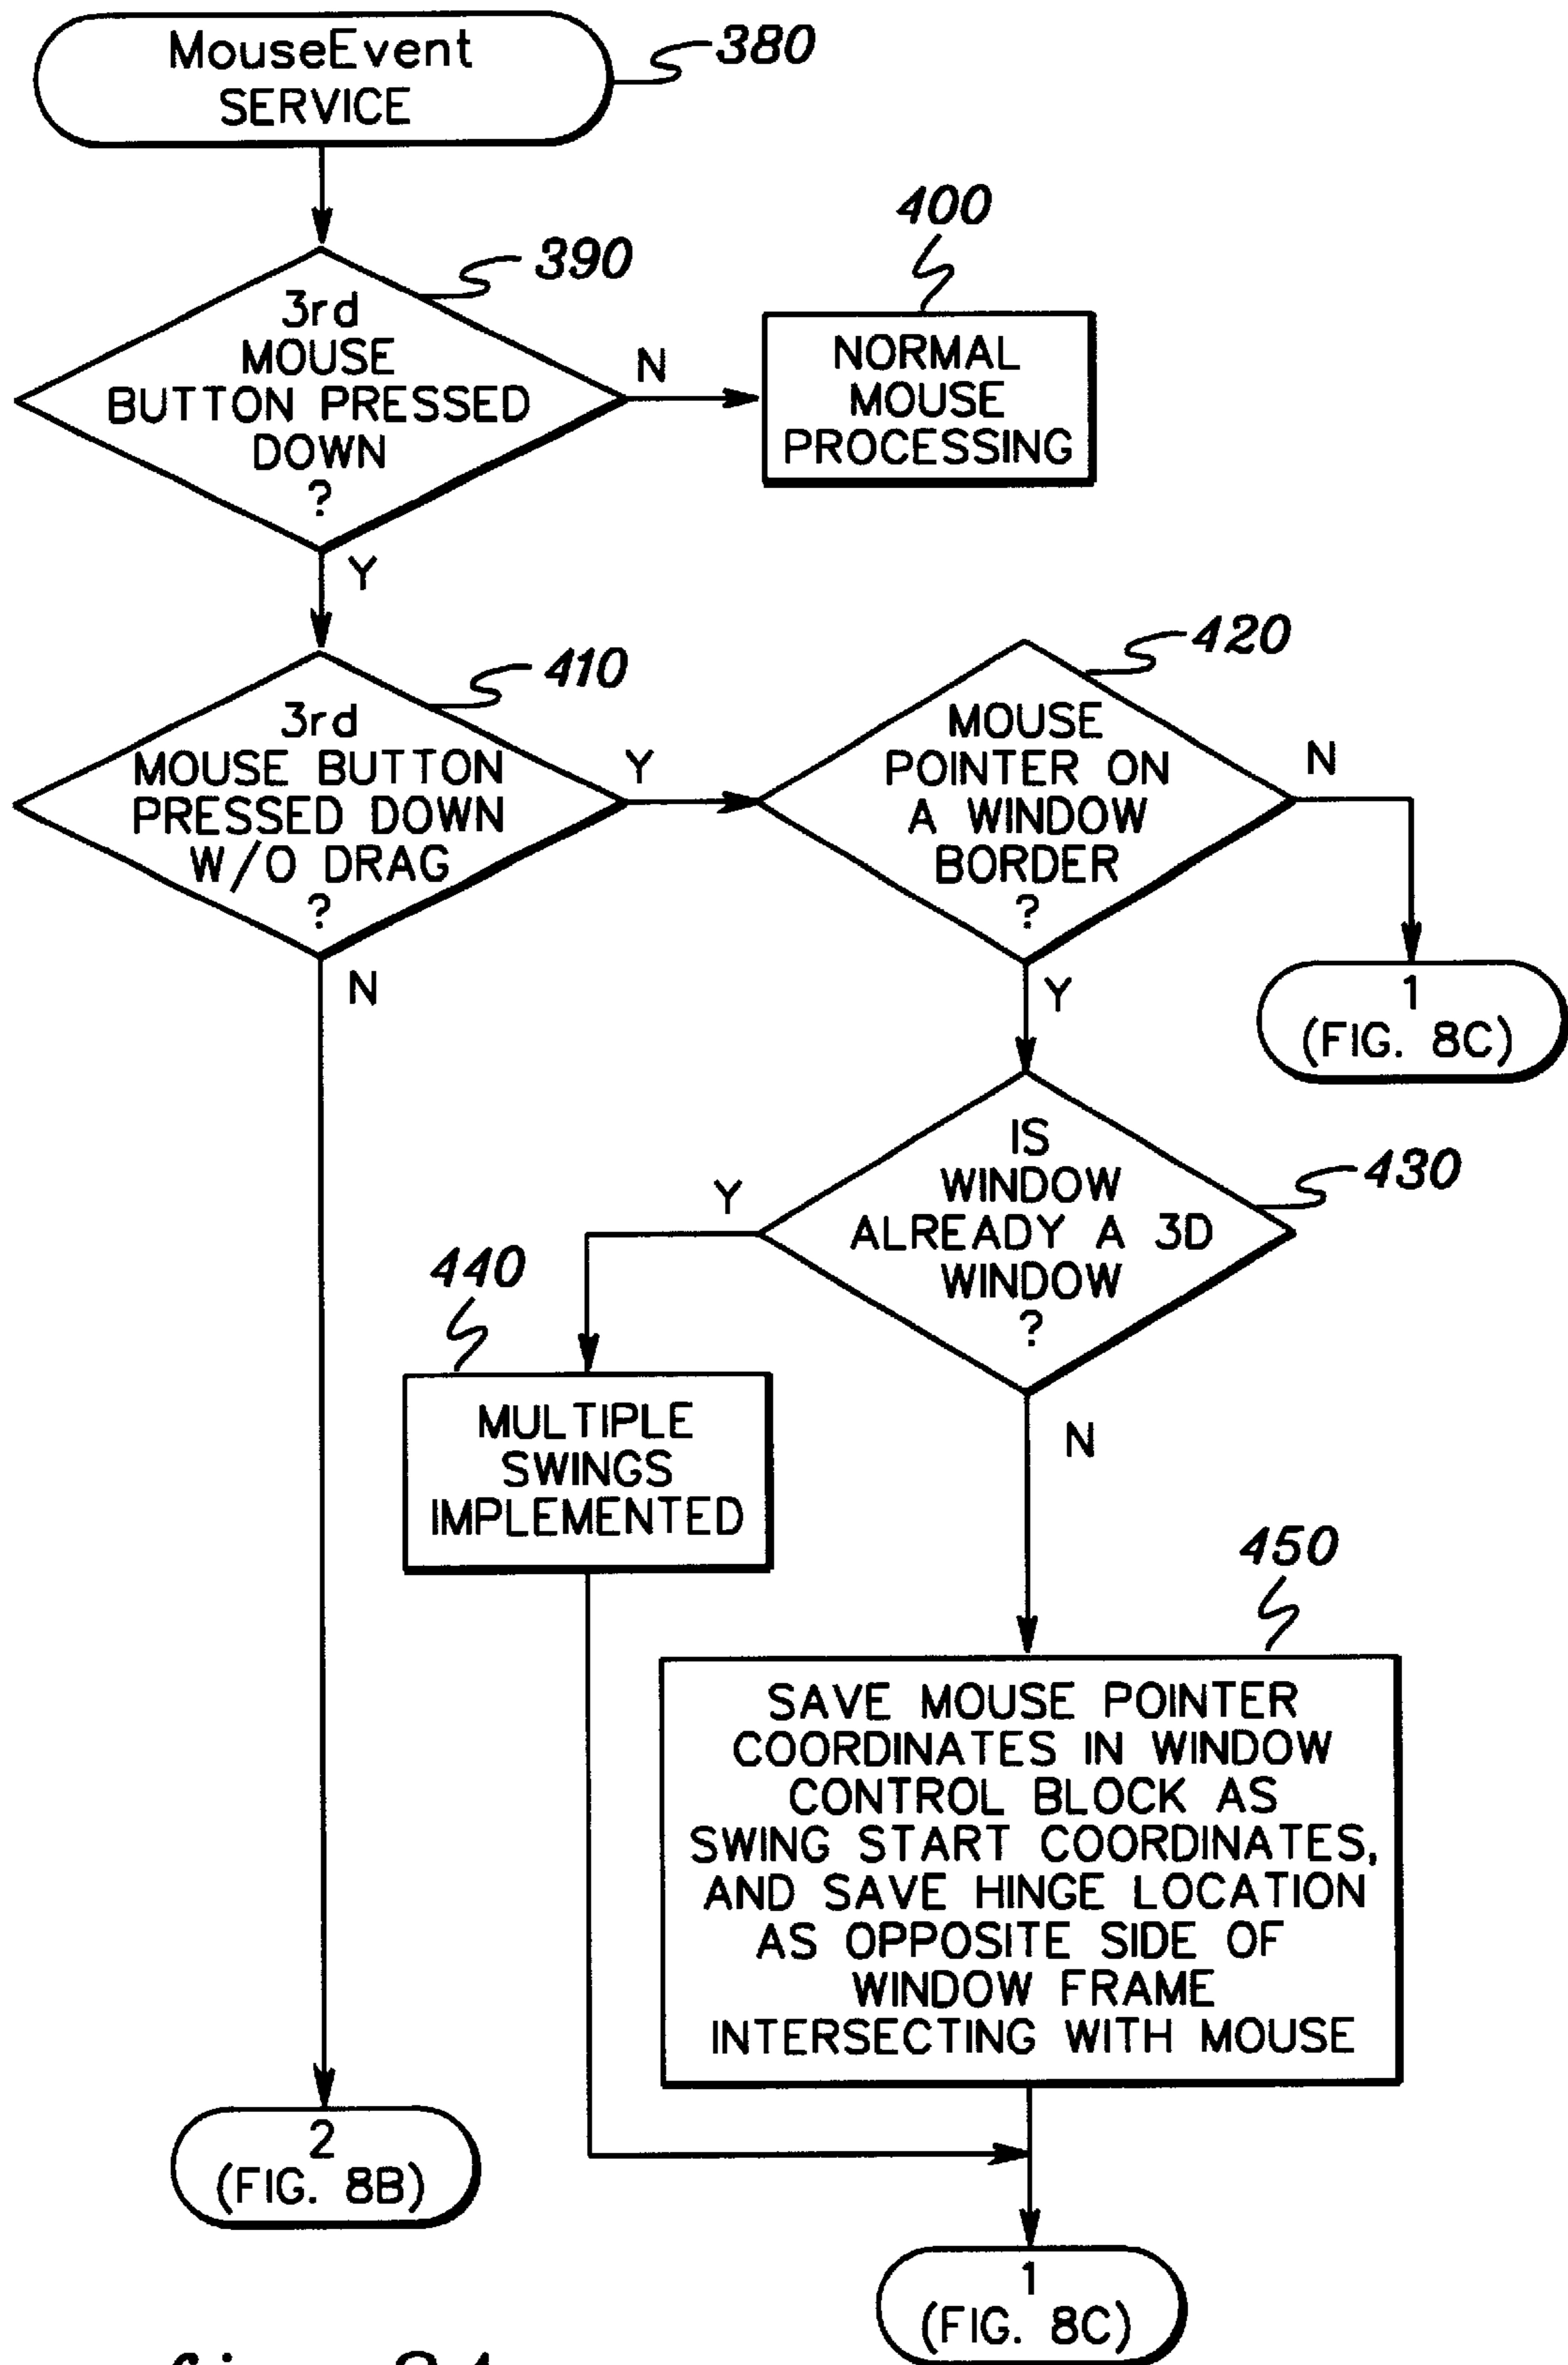 MouseEvent
SERVICE
380
400
390
3rd
MOUSE
BUTTON PRESSED
DOWN
?
N
NORMAL
MOUSE
PROCESSING
Y
410
3rd
MOUSE BUTTON
PRESSED DOWN
W/O DRAG
?
Y
N
420
MOUSE
POINTER ON
A WINDOW
BORDER
?
N
Y
1
(FIG. 8C)
430
IS
WINDOW
ALREADY A 3D
WINDOW
?
Y
N
440
MULTIPLE
SWINGS
IMPLEMENTED
450
SAVE MOUSE POINTER
COORDINATES IN WINDOW
CONTROL BLOCK AS
SWING START COORDINATES,
AND SAVE HINGE LOCATION
AS OPPOSITE SIDE OF
WINDOW FRAME
INTERSECTING WITH MOUSE
2
(FIG. 8B)
1
(FIG. 8C)